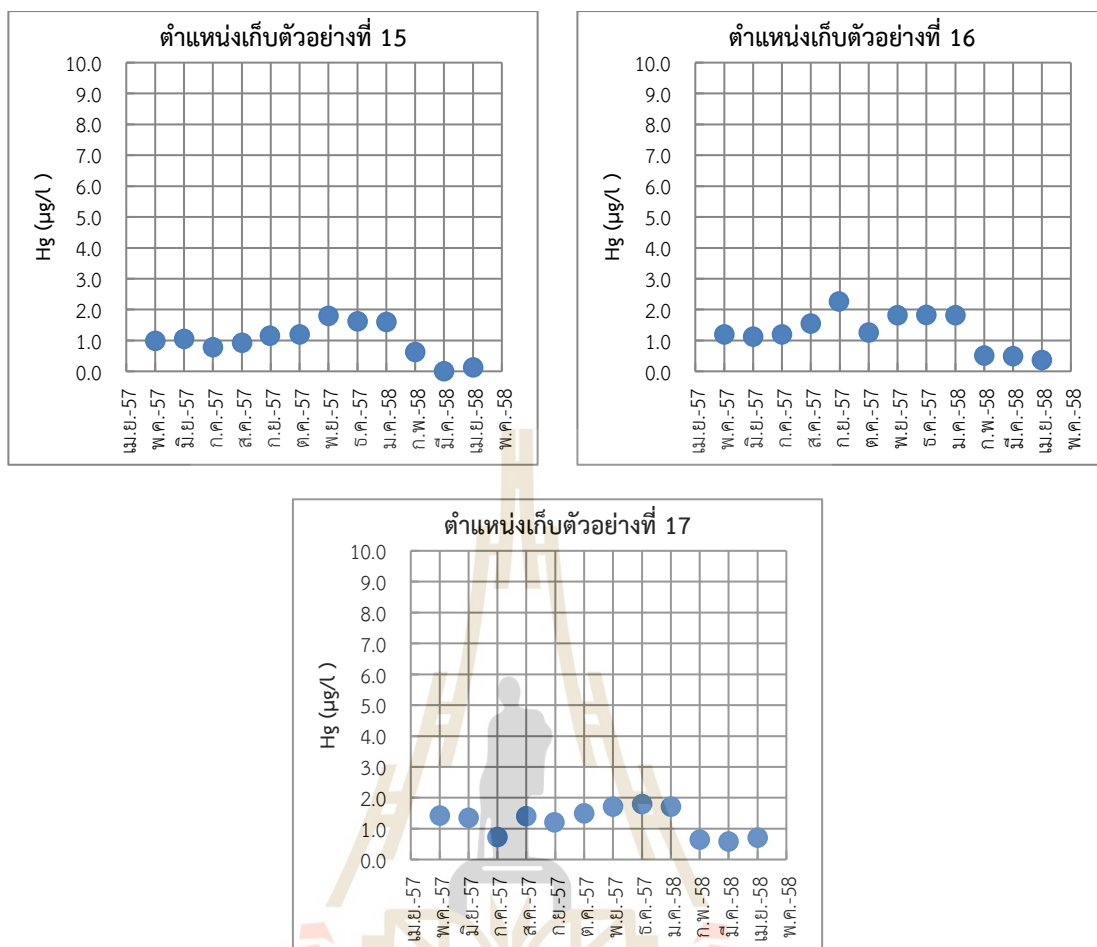 ตำแหน่งเก็บตัวอย่างที่ 15
10.0
9.0
8.0
7.0
6.0
5.0
4.0
3.0
2.0
1.0
0.0
Hg (µg/l )
เม.ย.-57
พ.ค.-57
มิ.ย.-57
ก.ค.-57
ส.ค.-57
ก.ย.-57
ต.ค.-57
พ.ย.-57
ธ.ค.-57
ม.ค.-58
ก.พ.-58
มี.ค.-58
เม.ย.-58
พ.ค.-58
ตำแหน่งเก็บตัวอย่างที่ 16
10.0
9.0
8.0
7.0
6.0
5.0
4.0
3.0
2.0
1.0
0.0
Hg (µg/l )
เม.ย.-57
พ.ค.-57
มิ.ย.-57
ก.ค.-57
ส.ค.-57
ก.ย.-57
ต.ค.-57
พ.ย.-57
ธ.ค.-57
ม.ค.-58
ก.พ.-58
มี.ค.-58
เม.ย.-58
พ.ค.-58
ตำแหน่งเก็บตัวอย่างที่ 17
10.0
9.0
8.0
7.0
6.0
5.0
4.0
3.0
2.0
1.0
0.0
Hg (µg/l )
เม.ย.-57
พ.ค.-57
มิ.ย.-57
ก.ค.-57
ส.ค.-57
ก.ย.-57
ต.ค.-57
พ.ย.-57
ธ.ค.-57
ม.ค.-58
ก.พ.-58
มี.ค.-58
เม.ย.-58
พ.ค.-58